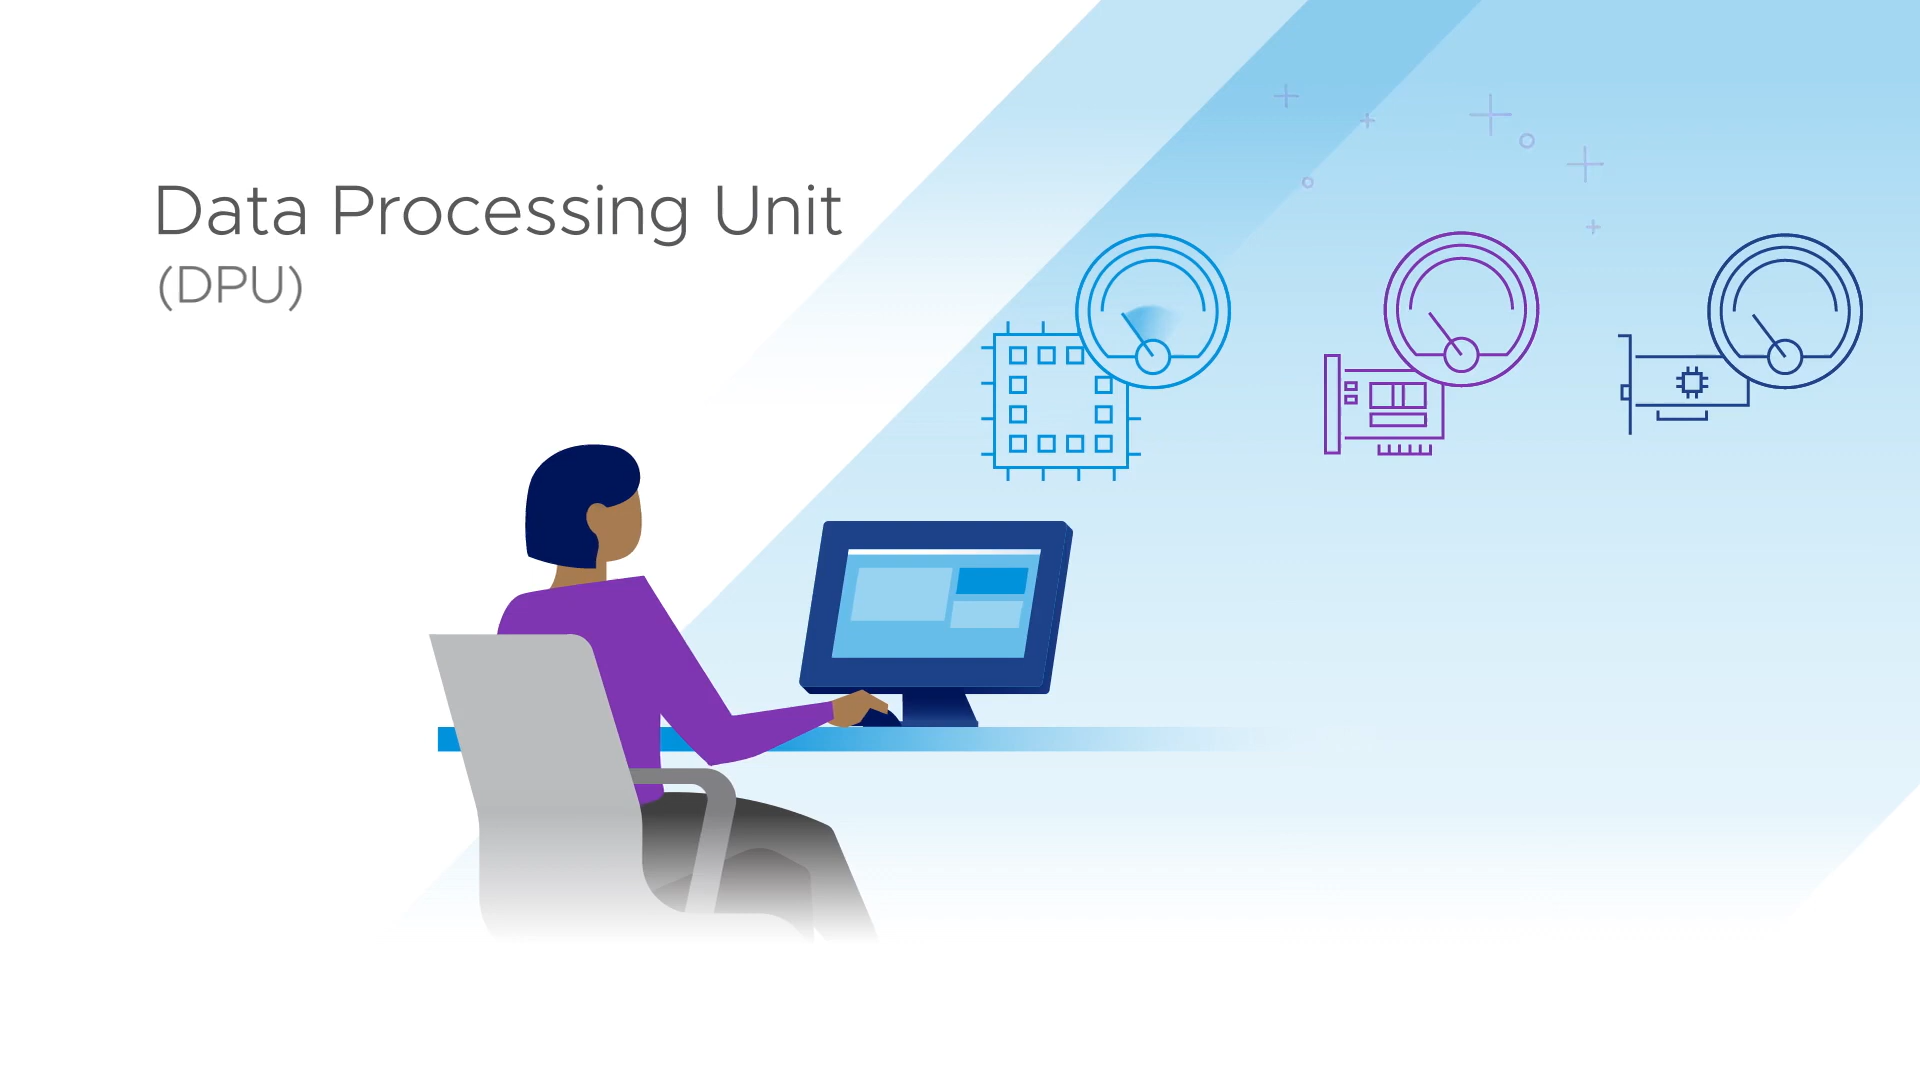 Data Processing Unit
(DPU)